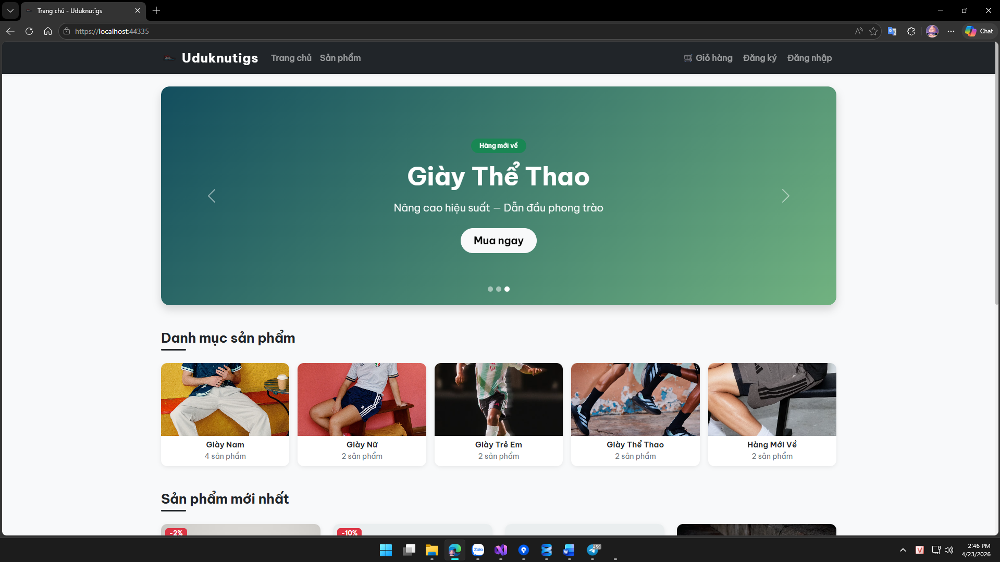 Trang chủ - Uduknutigs
https://localhost:44335
Chat
Uduknutigs
Trang chủ
Sản phẩm
🛒 Giỏ hàng
Đăng ký
Đăng nhập
Hàng mới về
Giày Thể Thao
Nâng cao hiệu suất — Dẫn đầu phong trào
Mua ngay
Danh mục sản phẩm
Giày Nam
4 sản phẩm
Giày Nữ
2 sản phẩm
Giày Trẻ Em
2 sản phẩm
Giày Thể Thao
2 sản phẩm
Hàng Mới Về
2 sản phẩm
Sản phẩm mới nhất
-2%
-10%
Zalo
459
V
2:46 PM
4/23/2026